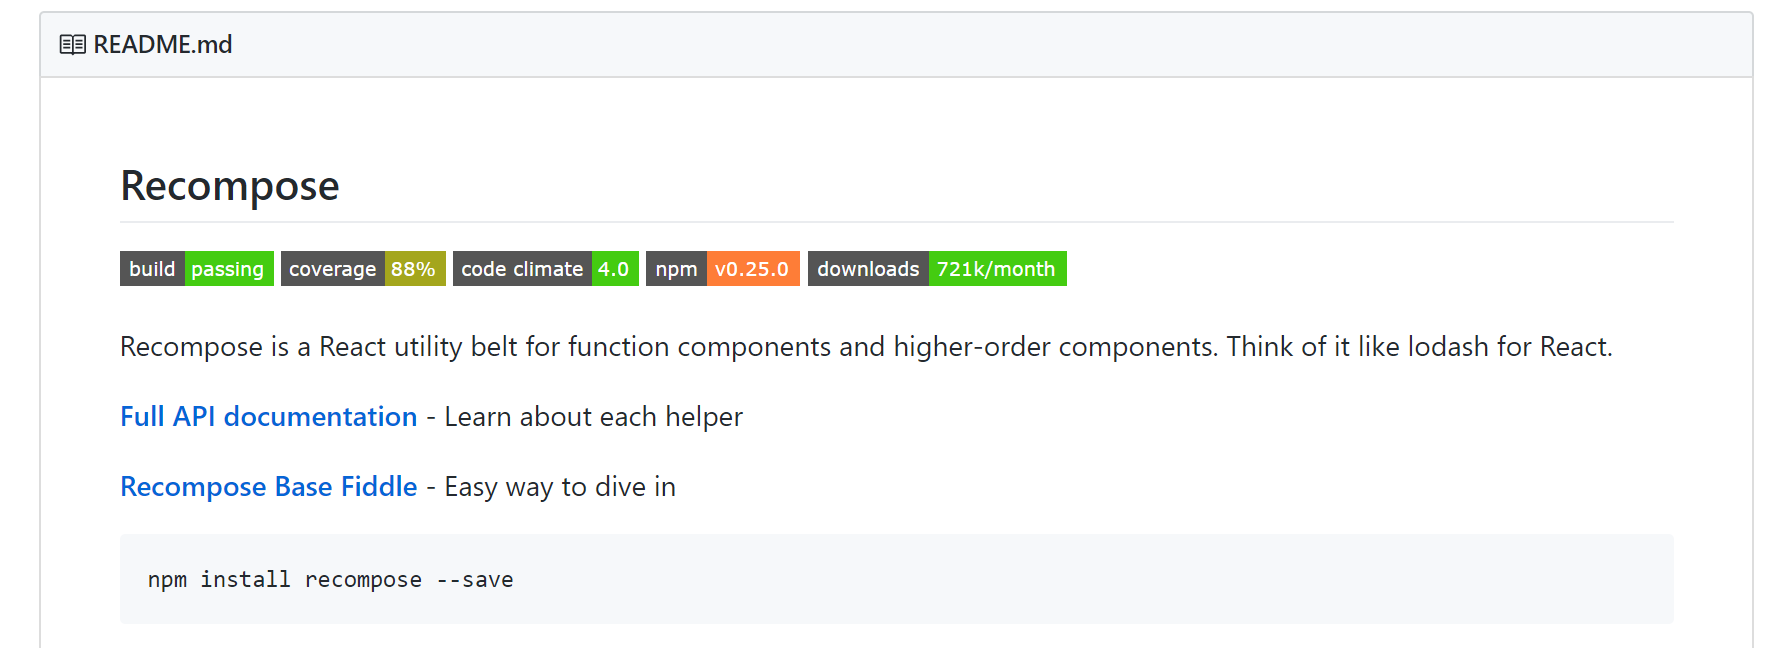 README.md
Recompose
build passing coverage 88% code climate 4.0 npm v0.25.0 downloads 721k/month
Recompose is a React utility belt for function components and higher-order components. Think of it like lodash for React.
Full API documentation - Learn about each helper
Recompose Base Fiddle - Easy way to dive in
npm install recompose --save